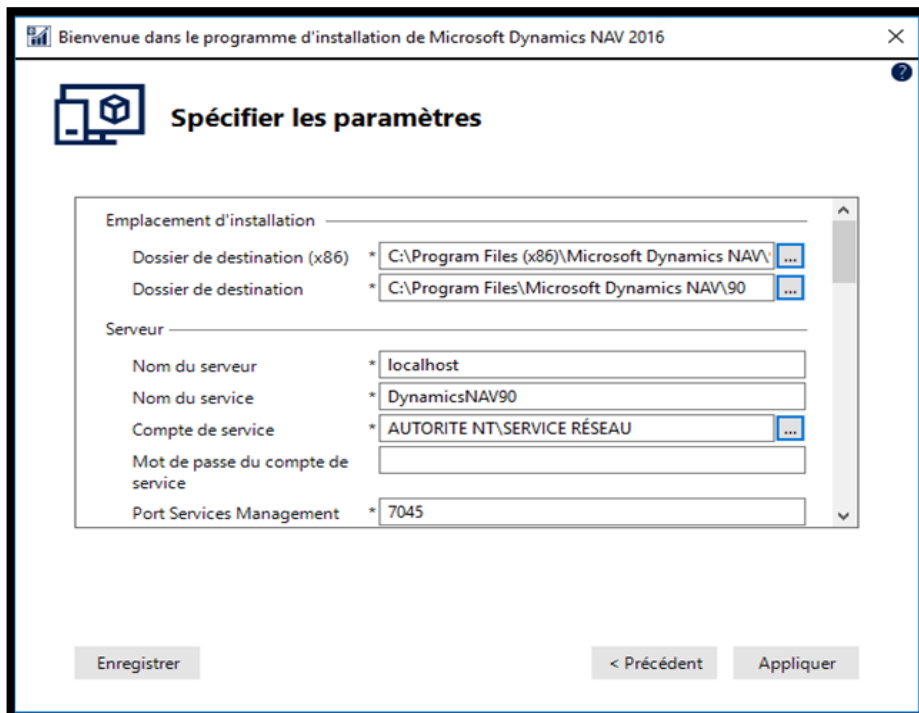 Bienvenue dans le programme d'installation de Microsoft Dynamics NAV 2016
?
Spécifier les paramètres
Emplacement d'installation
Dossier de destination (x86) * C:\Program Files (x86)\Microsoft Dynamics NAV\ ...
Dossier de destination * C:\Program Files\Microsoft Dynamics NAV\90 ...
Serveur
Nom du serveur * localhost
Nom du service * DynamicsNAV90
Compte de service * AUTORITE NT\SERVICE RÉSEAU ...
Mot de passe du compte de
service
Port Services Management * 7045
Enregistrer < Précédent Appliquer